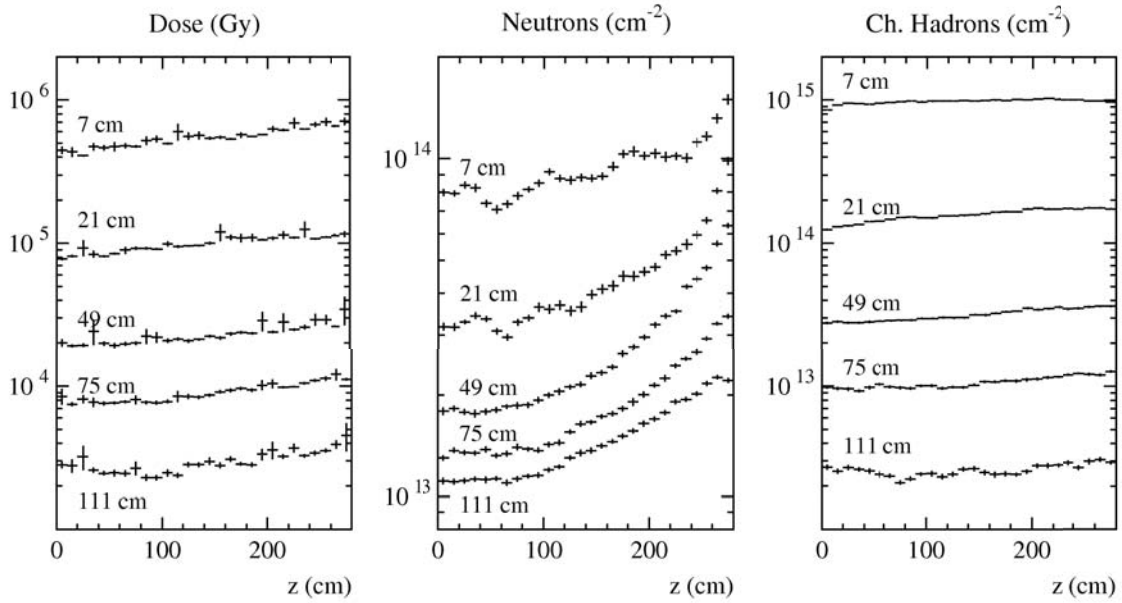 Dose (Gy)
10⁶
7 cm
21 cm
10⁵
49 cm
10⁴
75 cm
111 cm
0 100 200
z (cm)
Neutrons (cm⁻²)
10¹⁴
7 cm
21 cm
49 cm
75 cm
10¹³
111 cm
0 100 200
z (cm)
Ch. Hadrons (cm⁻²)
10¹⁵
7 cm
21 cm
10¹⁴
49 cm
75 cm
10¹³
111 cm
0 100 200
z (cm)